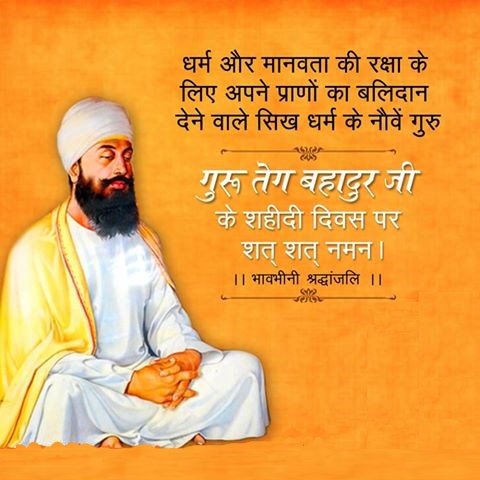 धर्म और मानवता की रक्षा के
लिए अपने प्राणों का बलिदान
देने वाले सिख धर्म के नौवें गुरु
गुरू तेग बहादुर जी
के शहीदी दिवस पर
शत् शत् नमन।
।। भावभीनी श्रद्धांजलि ।।